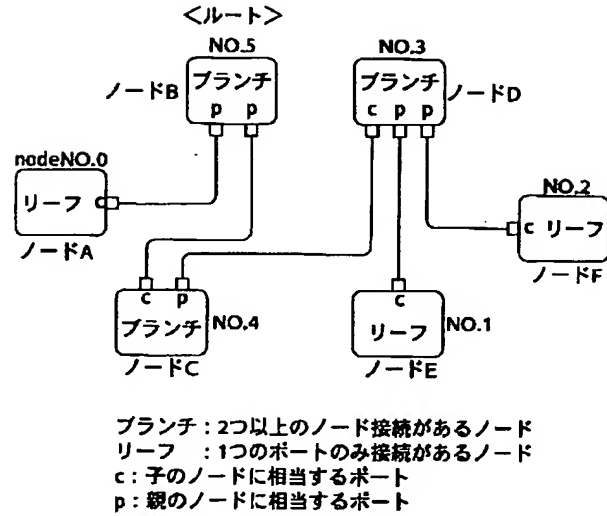 ＜ルート＞
NO.5
ブランチ
p p
ノードB
NO.3
ブランチ
c p p
ノードD
nodeNO.0
リーフ c
ノードA
NO.2
c リーフ
ノードF
c p
ブランチ
NO.4
ノードC
c
リーフ
NO.1
ノードE
ブランチ：2つ以上のノード接続があるノード
リーフ ：1つのポートのみ接続があるノード
c：子のノードに相当するポート
p：親のノードに相当するポート